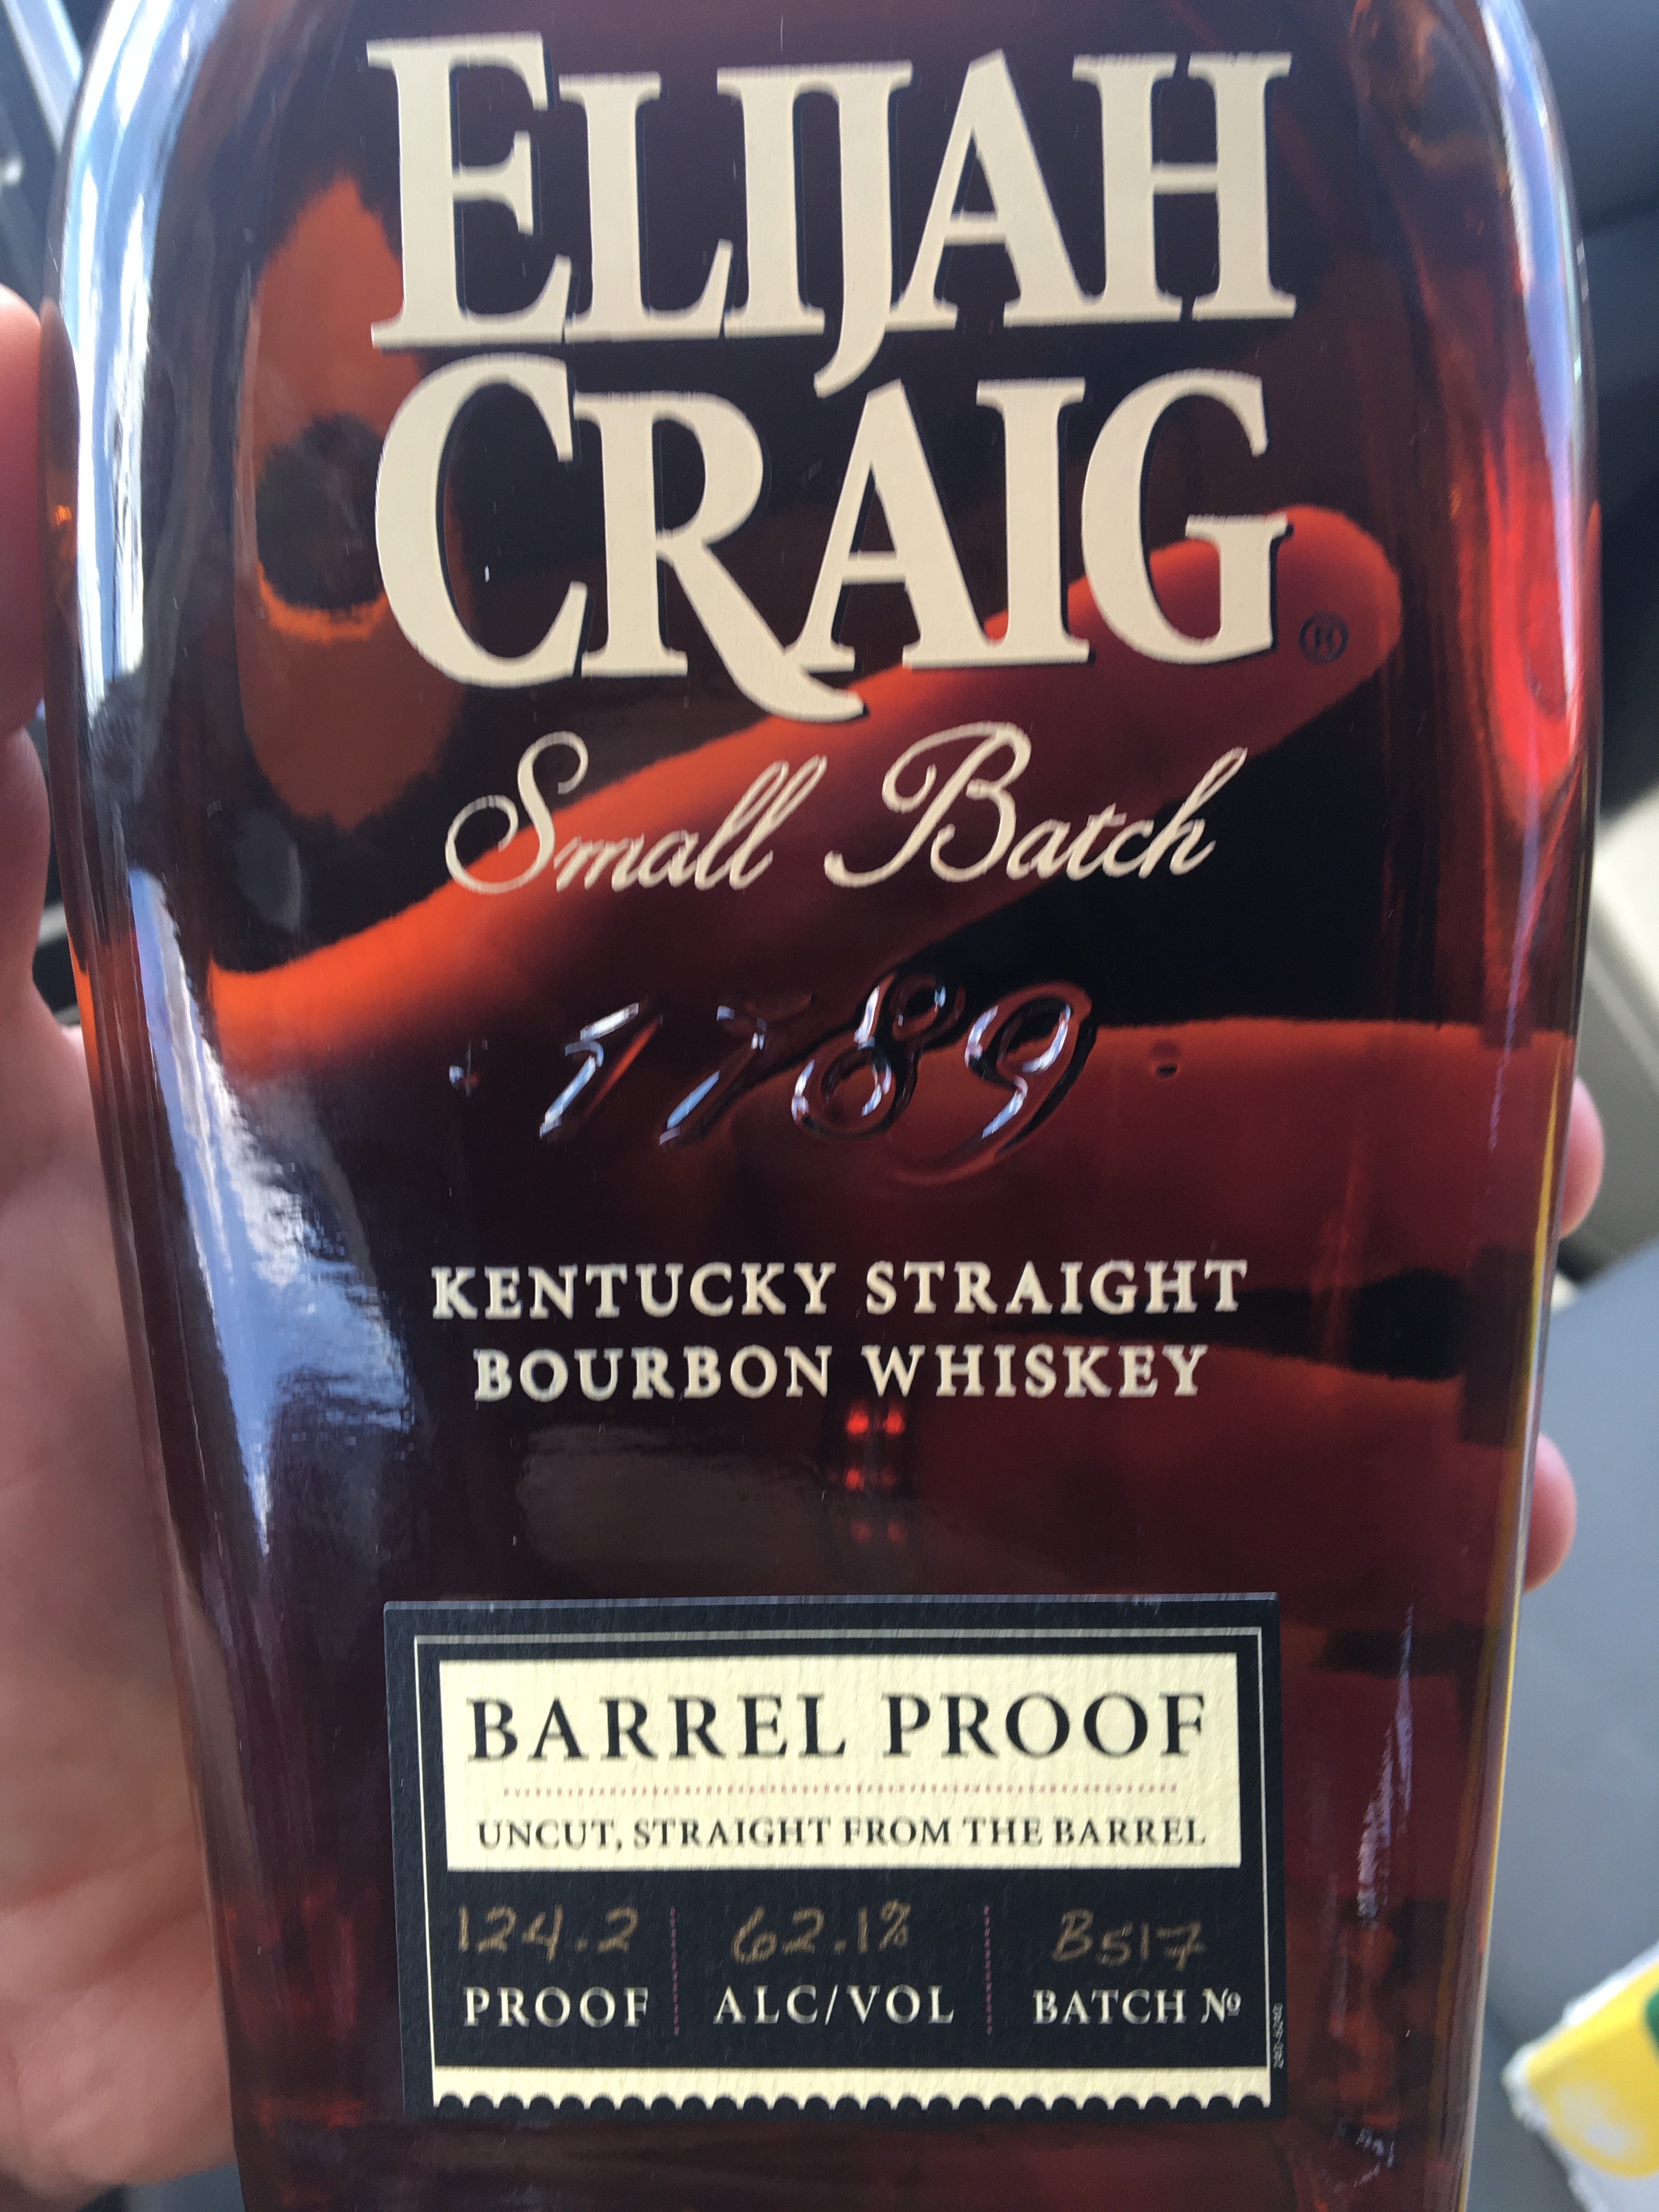 ELIJAH
CRAIG®
Small Batch
1789
KENTUCKY STRAIGHT
BOURBON WHISKEY
BARREL PROOF
UNCUT, STRAIGHT FROM THE BARREL
124.2 62.1% B517
PROOF ALC/VOL BATCH №